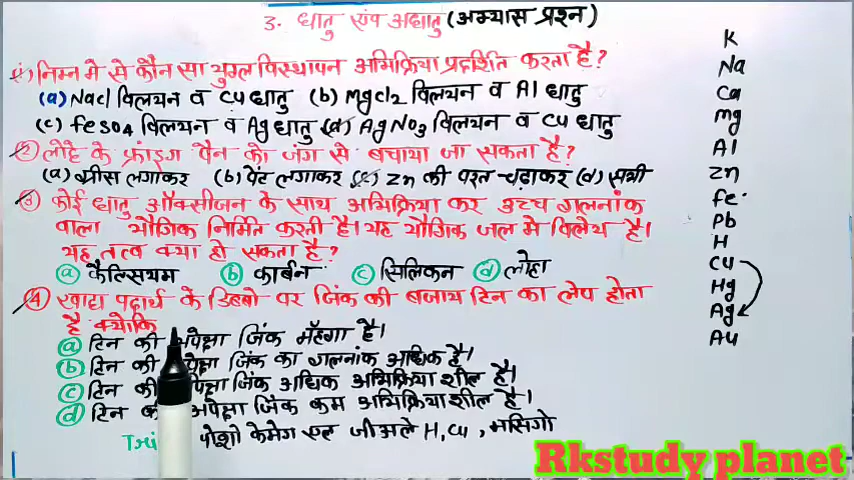 3. धातु एवं अधातु (अभ्यास प्रश्न)
निम्न मे से कौन सा युग्ल विस्थापन अभिक्रिया प्रदर्शित करता है?
(a) NaCl विलयन व Cu धातु (b) MgCl2 विलयन व Al धातु
(c) feSO4 विलयन व Ag धातु (d) AgNO3 विलयन व Cu धातु
2) लोहे के फ्राइंग पैन को जंग से बचाया जा सकता है?
(a) ग्रीस लगाकर (b) पेंट लगाकर (c) Zn की परत चढ़ाकर (d) सभी
3) कोई धातु ऑक्सीजन के साथ अभिक्रिया कर उच्च गलनांक
वाला यौगिक निर्मित करती है। यह यौगिक जल मे विलेय है।
यह तत्व क्या हो सकता है?
(a) कैल्सियम (b) कार्बन (c) सिलिकन (d) लोहा
4) खाद्य पदार्थ के डिब्बो पर जिंक की बजाय टिन का लेप होता
है क्योकि
(a) टिन की अपेक्षा जिंक मँहगा है।
(b) टिन की अपेक्षा जिंक का गलनांक अधिक है।
(c) टिन की अपेक्षा जिंक अधिक अभिक्रिया शील है।
(d) टिन की अपेक्षा जिंक कम अभिक्रिया शील है।
पोशो केमेग एल जीअले H, Cu, मसिगो
K
Na
Ca
Mg
Al
Zn
fe
Pb
H
Cu
Hg
Ag
Au
Rkstudy planet